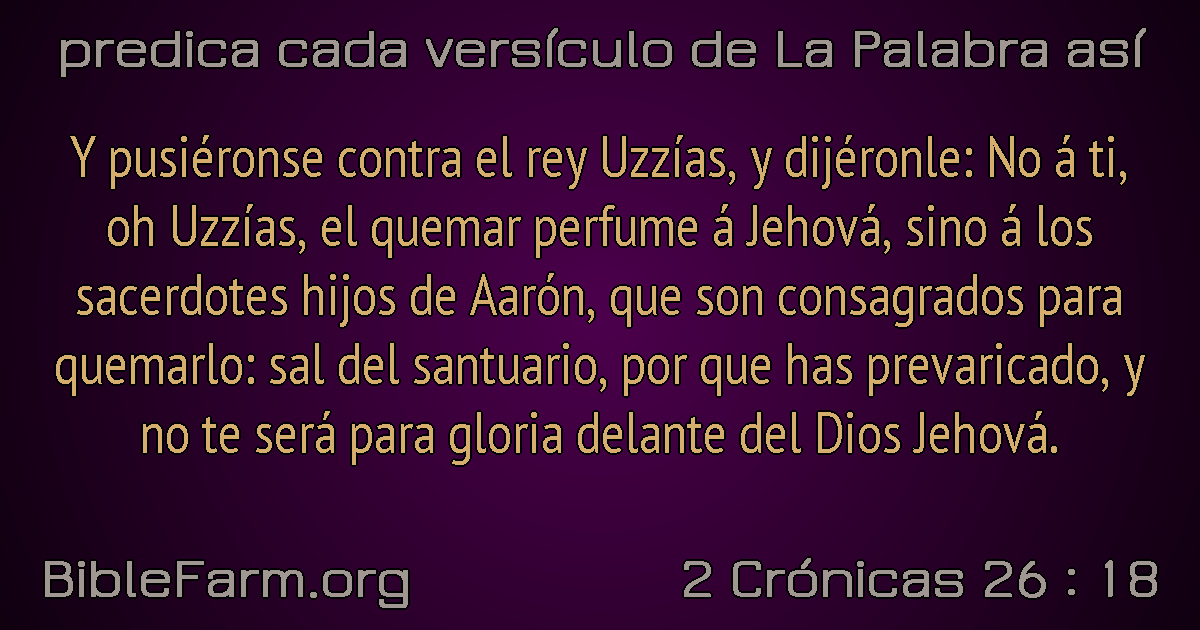 predica cada versículo de La Palabra así
Y pusiéronse contra el rey Uzzías, y dijéronle: No á ti,
oh Uzzías, el quemar perfume á Jehová, sino á los
sacerdotes hijos de Aarón, que son consagrados para
quemarlo: sal del santuario, por que has prevaricado, y
no te será para gloria delante del Dios Jehová.
BibleFarm.org
2 Crónicas 26 : 18